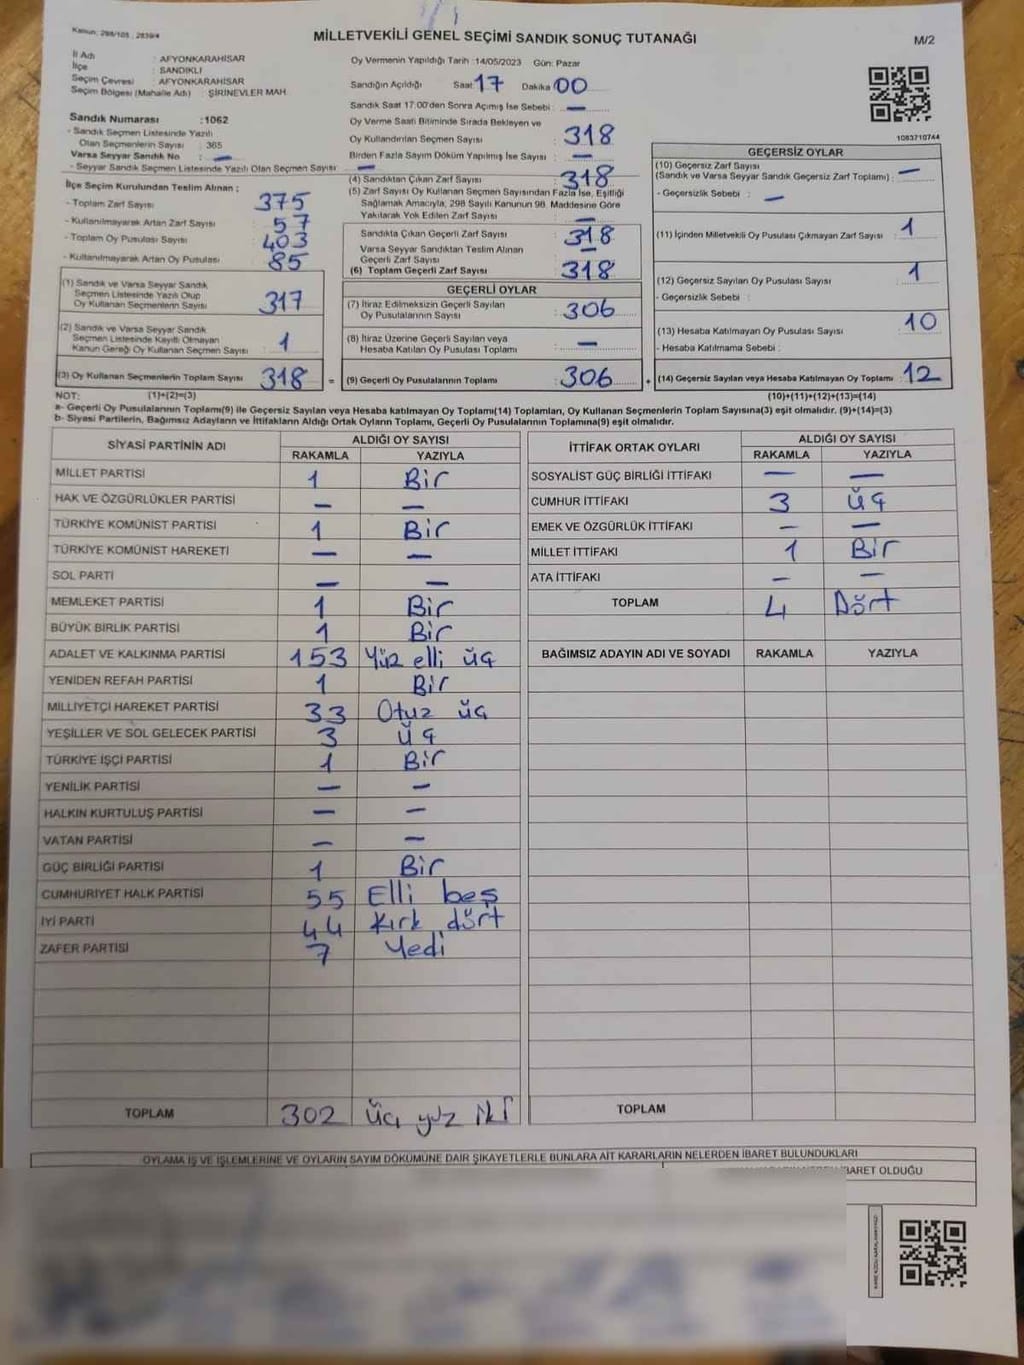 Kanun: 298/105 , 2839/4
MİLLETVEKİLİ GENEL SEÇİMİ SANDIK SONUÇ TUTANAĞI
M/2
İl Adı : AFYONKARAHİSAR
İlçe : SANDIKLI
Seçim Çevresi : AFYONKARAHİSAR
Seçim Bölgesi (Mahalle Adı) : ŞİRİNEVLER MAH.
Oy Vermenin Yapıldığı Tarih :14/05/2023 Gün: Pazar
Sandığın Açıldığı Saat 17 Dakika 00
Sandık Saat 17:00'den Sonra Açılmış İse Sebebi : —
Sandık Numarası :1062
- Sandık Seçmen Listesinde Yazılı
Olan Seçmenlerin Sayısı : 365
Varsa Seyyar Sandık No : —
- Seyyar Sandık Seçmen Listesinde Yazılı Olan Seçmen Sayısı : —
Oy Verme Saati Bitiminde Sırada Bekleyen ve
Oy Kullandırılan Seçmen Sayısı : 318
Birden Fazla Sayım Döküm Yapılmış İse Sayısı : —
(4) Sandıktan Çıkan Zarf Sayısı : 318
(5) Zarf Sayısı Oy Kullanan Seçmen Sayısından Fazla İse, Eşitliği
Sağlamak Amacıyla, 298 Sayılı Kanunun 98. Maddesine Göre
Yakılarak Yok Edilen Zarf Sayısı : —
İlçe Seçim Kurulundan Teslim Alınan ;
- Toplam Zarf Sayısı : 375
- Kullanılmayarak Artan Zarf Sayısı : 57
- Toplam Oy Pusulası Sayısı : 403
- Kullanılmayarak Artan Oy Pusulası : 85
Sandıkta Çıkan Geçerli Zarf Sayısı : 318
Varsa Seyyar Sandıktan Teslim Alınan
Geçerli Zarf Sayısı : —
(6) Toplam Geçerli Zarf Sayısı : 318
1083710744
GEÇERSİZ OYLAR
(10) Geçersiz Zarf Sayısı
(Sandık ve Varsa Seyyar Sandık Geçersiz Zarf Toplamı) : —
- Geçersizlik Sebebi : —
(11) İçinden Milletvekili Oy Pusulası Çıkmayan Zarf Sayısı : 1
(12) Geçersiz Sayılan Oy Pusulası Sayısı : 1
- Geçersizlik Sebebi :
(13) Hesaba Katılmayan Oy Pusulası Sayısı : 10
- Hesaba Katılmama Sebebi :
(1) Sandık ve Varsa Seyyar Sandık
Seçmen Listesinde Yazılı Olup
Oy Kullanan Seçmenlerin Sayısı : 317
(2) Sandık ve Varsa Seyyar Sandık
Seçmen Listesinde Kayıtlı Olmayan
Kanun Gereği Oy Kullanan Seçmen Sayısı : 1
GEÇERLİ OYLAR
(7) İtiraz Edilmeksizin Geçerli Sayılan
Oy Pusulalarının Sayısı : 306
(8) İtiraz Üzerine Geçerli Sayılan veya
Hesaba Katılan Oy Pusulası Toplamı : —
(3) Oy Kullanan Seçmenlerin Toplam Sayısı : 318 = (9) Geçerli Oy Pusulalarının Toplamı : 306 + (14) Geçersiz Sayılan veya Hesaba Katılmayan Oy Toplamı : 12
NOT: (1)+(2)=(3) (10)+(11)+(12)+(13)=(14)
a- Geçerli Oy Pusulalarının Toplamı(9) ile Geçersiz Sayılan veya Hesaba katılmayan Oy Toplamı(14) Toplamları, Oy Kullanan Seçmenlerin Toplam Sayısına(3) eşit olmalıdır. (9)+(14)=(3)
b- Siyasi Partilerin, Bağımsız Adayların ve İttifakların Aldığı Ortak Oyların Toplamı, Geçerli Oy Pusulalarının Toplamına(9) eşit olmalıdır.
SİYASİ PARTİNİN ADI ALDIĞI OY SAYISI
RAKAMLA YAZIYLA
MİLLET PARTİSİ 1 Bir
HAK VE ÖZGÜRLÜKLER PARTİSİ — —
TÜRKİYE KOMÜNİST PARTİSİ 1 Bir
TÜRKİYE KOMÜNİST HAREKETİ — —
SOL PARTİ — —
MEMLEKET PARTİSİ 1 Bir
BÜYÜK BİRLİK PARTİSİ 1 Bir
ADALET VE KALKINMA PARTİSİ 153 Yüz elli üç
YENİDEN REFAH PARTİSİ 1 Bir
MİLLİYETÇİ HAREKET PARTİSİ 33 Otuz üç
YEŞİLLER VE SOL GELECEK PARTİSİ 3 üç
TÜRKİYE İŞÇİ PARTİSİ 1 Bir
YENİLİK PARTİSİ — —
HALKIN KURTULUŞ PARTİSİ — —
VATAN PARTİSİ — —
GÜÇ BİRLİĞİ PARTİSİ 1 Bir
CUMHURİYET HALK PARTİSİ 55 Elli beş
İYİ PARTİ 44 Kırk dört
ZAFER PARTİSİ 7 Yedi
TOPLAM 302 üç yuz iki
İTTİFAK ORTAK OYLARI ALDIĞI OY SAYISI
RAKAMLA YAZIYLA
SOSYALİST GÜÇ BİRLİĞİ İTTİFAKI — —
CUMHUR İTTİFAKI 3 üç
EMEK VE ÖZGÜRLÜK İTTİFAKI — —
MİLLET İTTİFAKI 1 Bir
ATA İTTİFAKI — —
TOPLAM 4 Dört
BAĞIMSIZ ADAYIN ADI VE SOYADI RAKAMLA YAZIYLA
TOPLAM
OYLAMA İŞ VE İŞLEMLERİNE VE OYLARIN SAYIM DÖKÜMÜNE DAİR ŞİKAYETLERLE BUNLARA AİT KARARLARIN NELERDEN İBARET BULUNDUKLARI
İBARET OLDUĞU